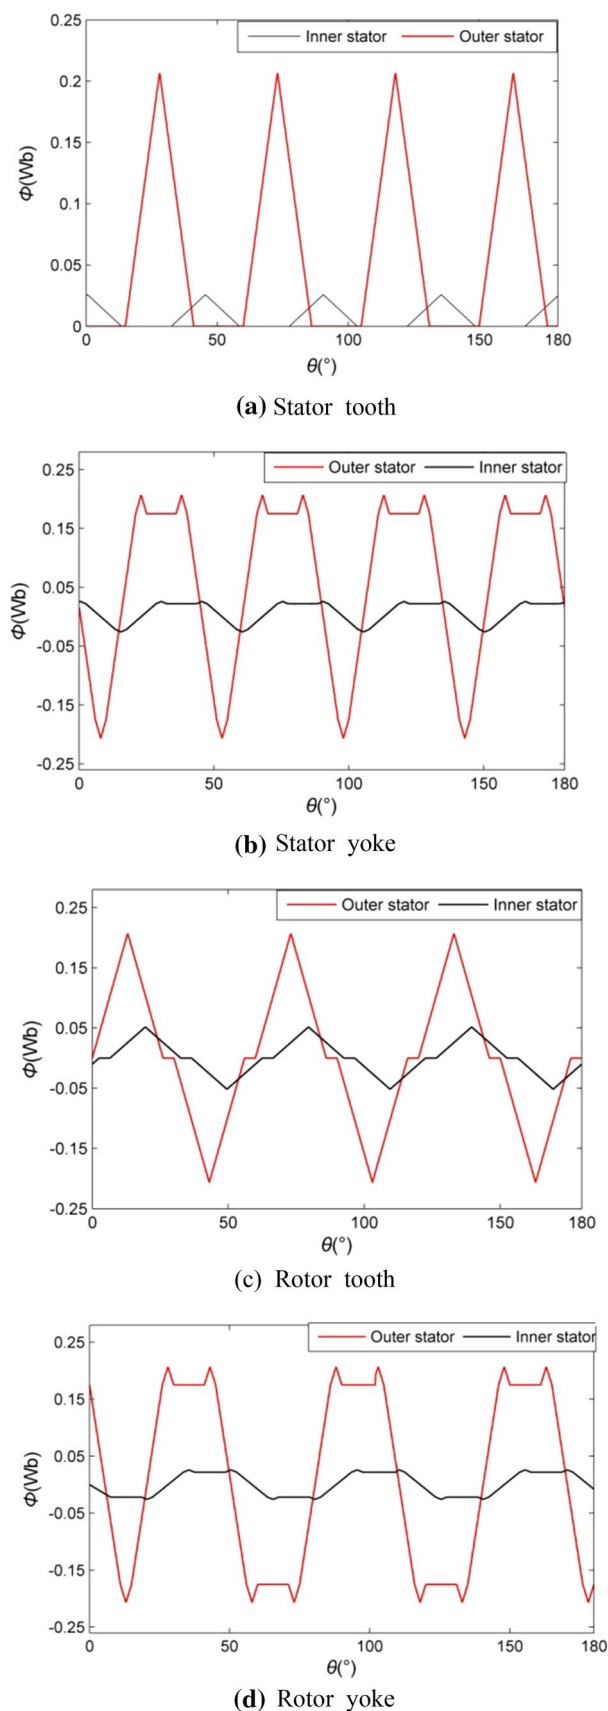 0.25
Inner stator Outer stator
0.2
0.15
Φ(Wb)
0.1
0.05
0
0 50 100 150 180
θ(°)
(a) Stator tooth
0.25
Outer stator Inner stator
0.15
0.05
Φ(Wb)
-0.05
-0.15
-0.25
0 50 100 150 180
θ(°)
(b) Stator yoke
0.25
Outer stator Inner stator
0.15
0.05
Φ(Wb)
-0.05
-0.15
-0.25
0 50 100 150 180
θ(°)
(c) Rotor tooth
0.25
Outer stator Inner stator
0.15
0.05
Φ(Wb)
-0.05
-0.15
-0.25
0 50 100 150 180
θ(°)
(d) Rotor yoke